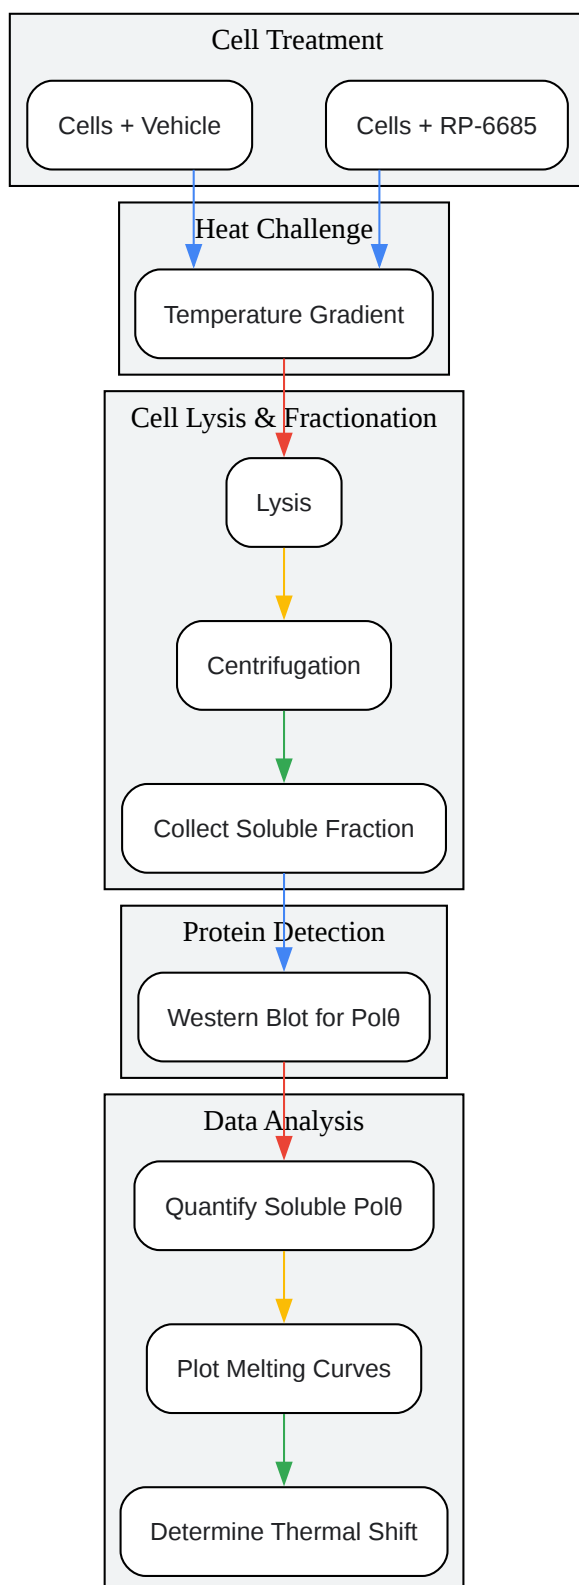 Cell Treatment
Cells + Vehicle
Cells + RP-6685
Heat Challenge
Temperature Gradient
Cell Lysis & Fractionation
Lysis
Centrifugation
Collect Soluble Fraction
Protein Detection
Western Blot for Polθ
Data Analysis
Quantify Soluble Polθ
Plot Melting Curves
Determine Thermal Shift